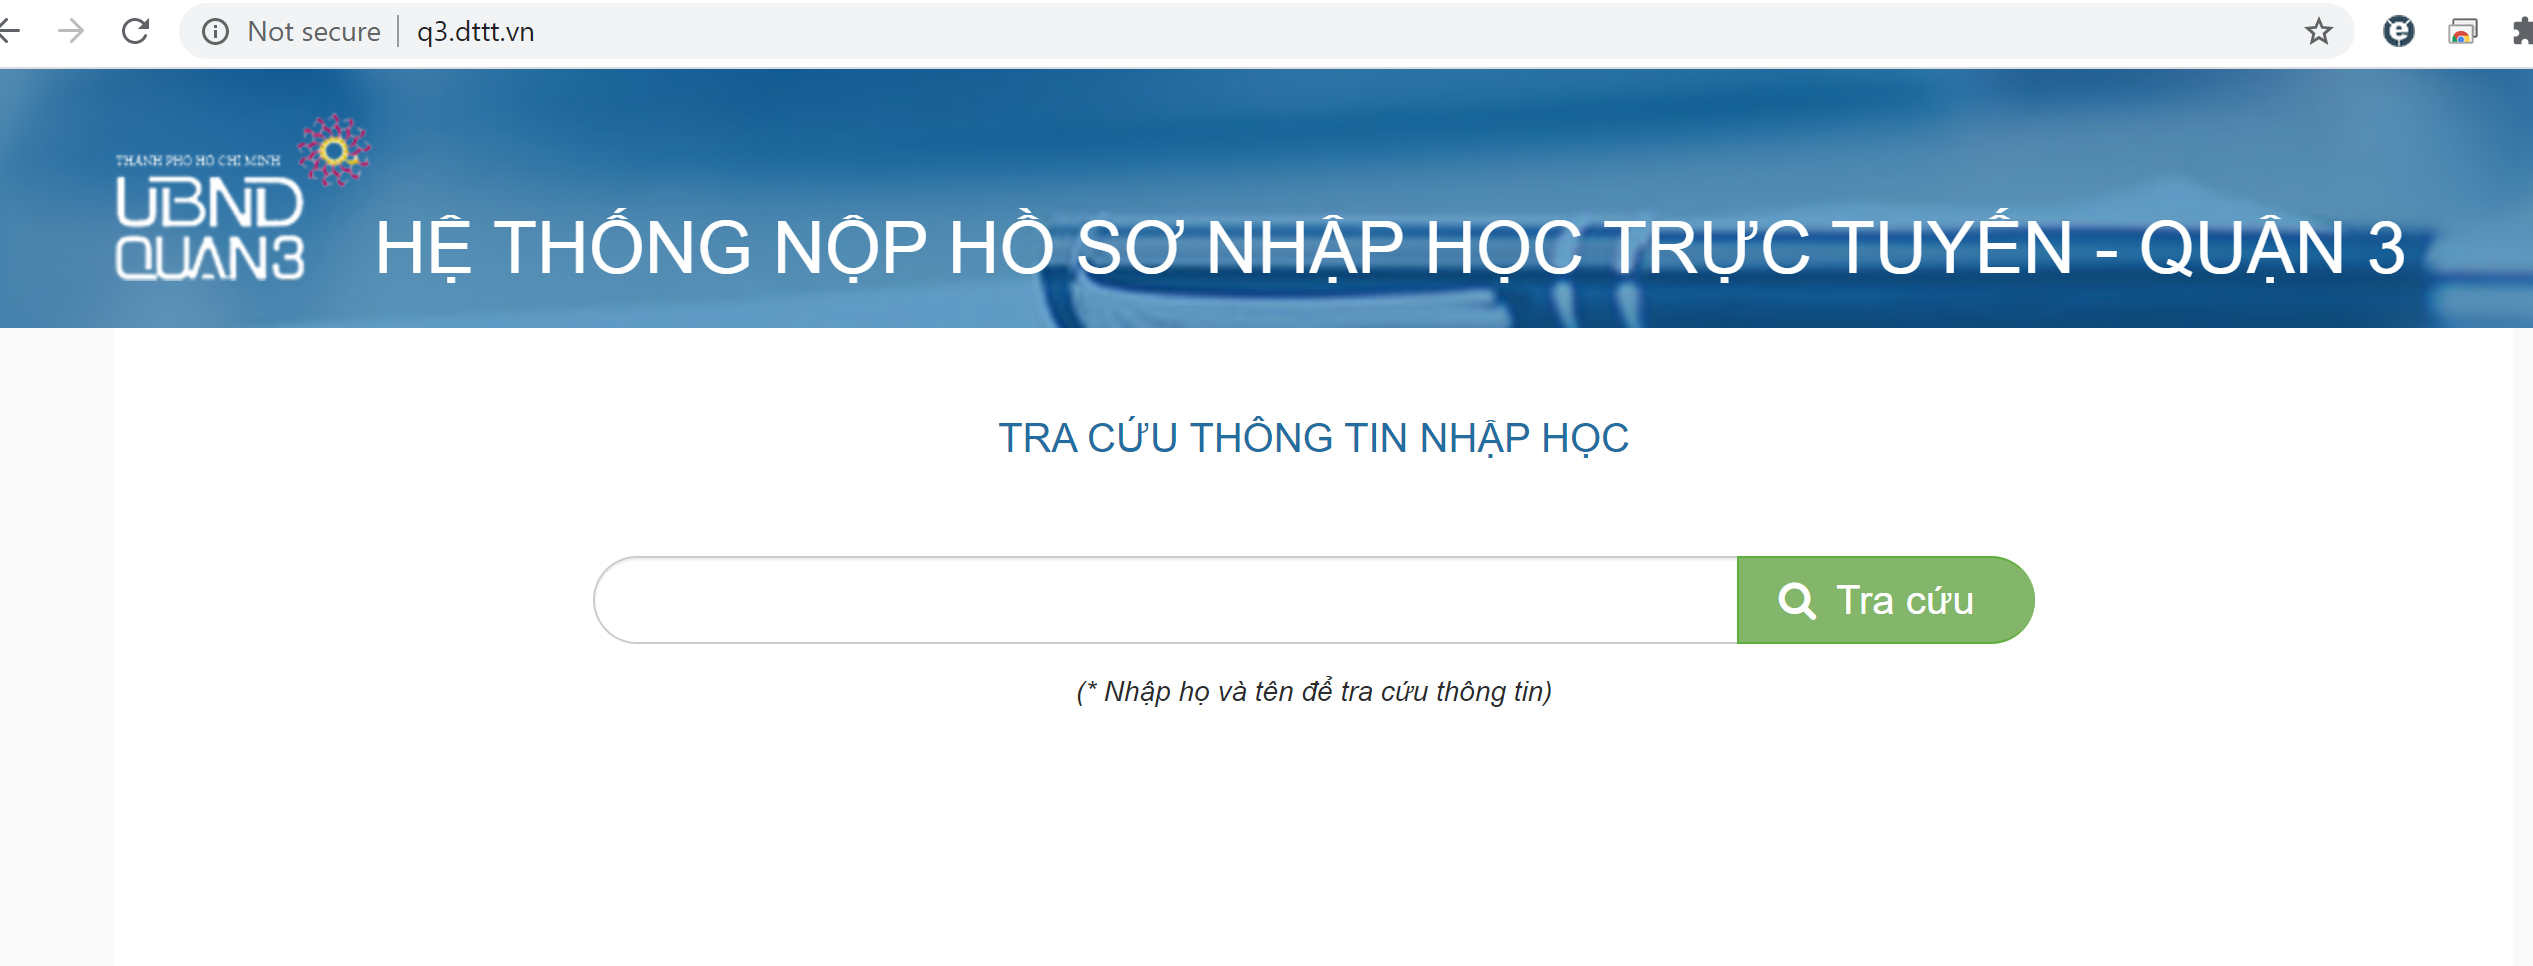 Not secure | q3.dttt.vn
THANH PHO HO CHI MINH
UBND
QUAN3
HỆ THỐNG NỘP HỒ SƠ NHẬP HỌC TRỰC TUYẾN - QUẬN 3
TRA CỨU THÔNG TIN NHẬP HỌC
Tra cứu
(* Nhập họ và tên để tra cứu thông tin)